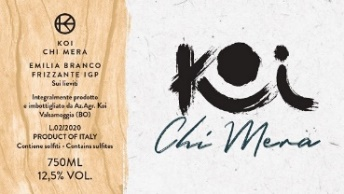 KOI
CHI MERA
EMILIA BRANCO
FRIZZANTE IGP
Sui lieviti
Integralmente prodotto
e imbottigliato da Az.Agr. Koi
Valsamoggia (BO)
L.02/2020
PRODUCT OF ITALY
Contiene solfiti - Contains sulfites
750ML
12,5% VOL.
Koi
Chi Mera